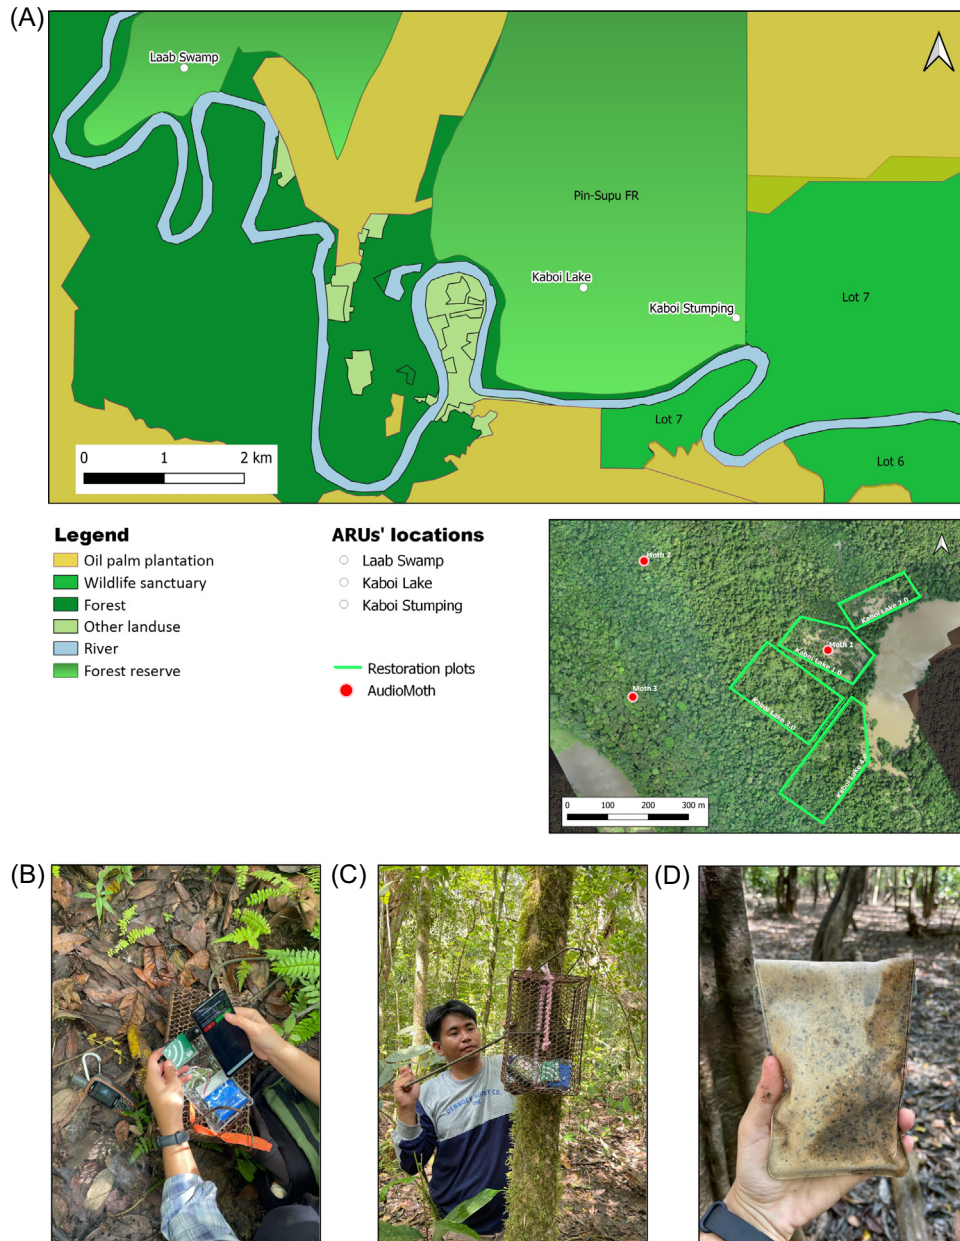 (A)
Laab Swamp
Pin-Supu FR
Kaboi Lake
Kaboi Stumping
Lot 7
Lot 7
Lot 6
0 1 2 km
Legend
Oil palm plantation
Wildlife sanctuary
Forest
Other landuse
River
Forest reserve
ARUs' locations
Laab Swamp
Kaboi Lake
Kaboi Stumping
Restoration plots
AudioMoth
Moth 2
Kaboi Lake 2.0
Moth 1
Kaboi Lake 1.0
Moth 3
Kaboi Lake 3.0
Kaboi Lake
0 100 200 300 m
(B)
(C)
(D)